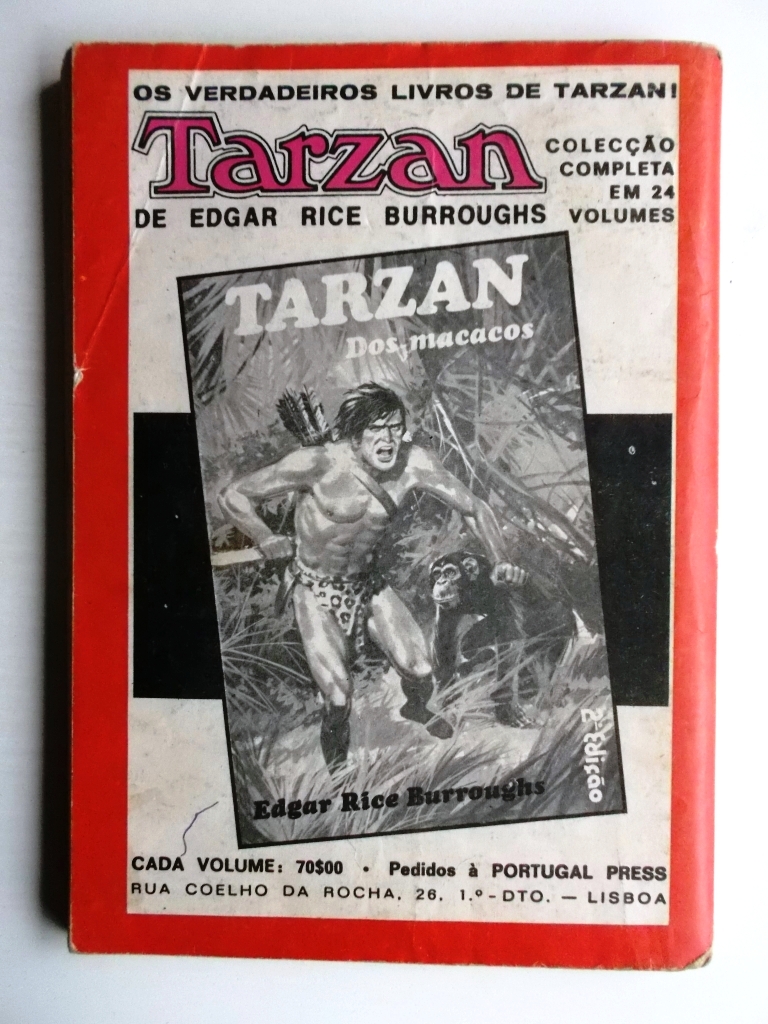 OS VERDADEIROS LIVROS DE TARZAN!
Tarzan
COLECÇÃO
COMPLETA
EM 24
VOLUMES
DE EDGAR RICE BURROUGHS
TARZAN
Dos macacos
2ª Edição
Edgar Rice Burroughs
CADA VOLUME: 70$00 • Pedidos à PORTUGAL PRESS
RUA COELHO DA ROCHA, 26, 1.º - DTO. — LISBOA